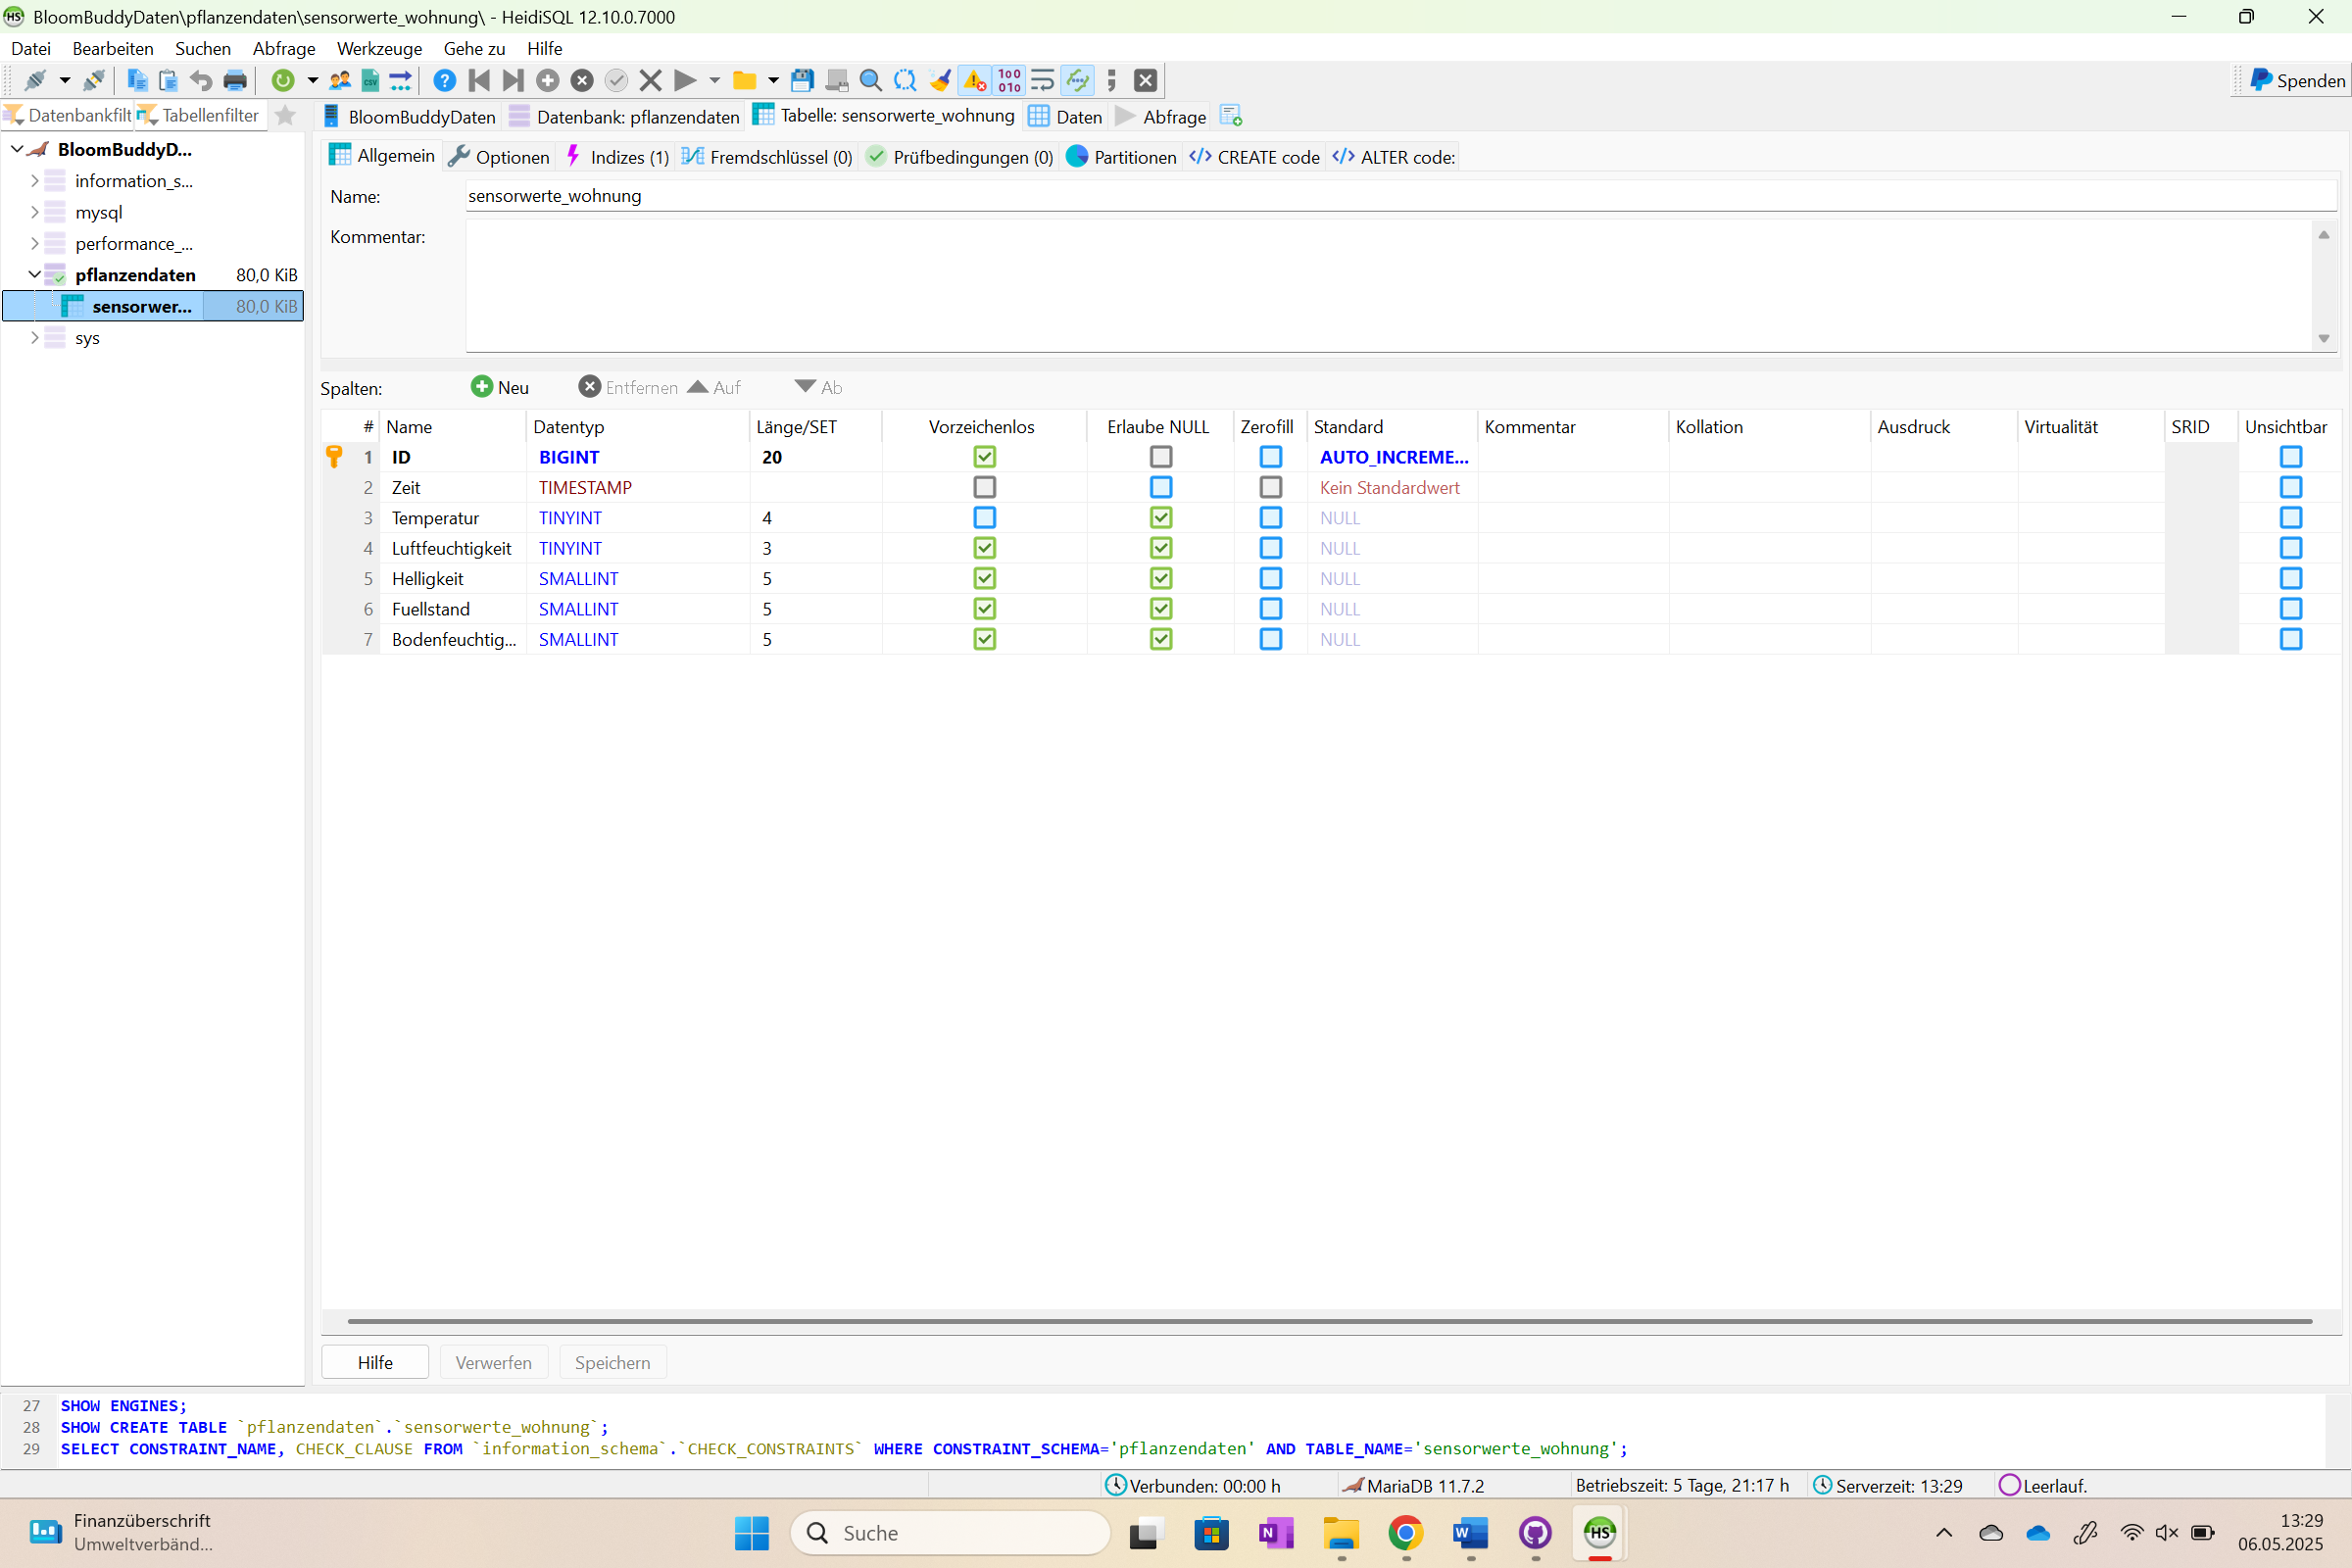 BloomBuddyDaten\pflanzendaten\sensorwerte_wohnung\ - HeidiSQL 12.10.0.7000
Datei Bearbeiten Suchen Abfrage Werkzeuge Gehe zu Hilfe
Spenden
Datenbankfilt Tabellenfilter
BloomBuddyDaten Datenbank: pflanzendaten Tabelle: sensorwerte_wohnung Daten Abfrage
BloomBuddyD...
information_s...
mysql
performance_...
pflanzendaten 80,0 KiB
sensorwer... 80,0 KiB
sys
Allgemein Optionen Indizes (1) Fremdschlüssel (0) Prüfbedingungen (0) Partitionen CREATE code ALTER code:
Name: sensorwerte_wohnung
Kommentar:
Spalten: Neu Entfernen Auf Ab
# Name Datentyp Länge/SET Vorzeichenlos Erlaube NULL Zerofill Standard Kommentar Kollation Ausdruck Virtualität SRID Unsichtbar
1 ID BIGINT 20 AUTO_INCREME...
2 Zeit TIMESTAMP Kein Standardwert
3 Temperatur TINYINT 4 NULL
4 Luftfeuchtigkeit TINYINT 3 NULL
5 Helligkeit SMALLINT 5 NULL
6 Fuellstand SMALLINT 5 NULL
7 Bodenfeuchtig... SMALLINT 5 NULL
Hilfe Verwerfen Speichern
27 SHOW ENGINES;
28 SHOW CREATE TABLE `pflanzendaten`.`sensorwerte_wohnung`;
29 SELECT CONSTRAINT_NAME, CHECK_CLAUSE FROM `information_schema`.`CHECK_CONSTRAINTS` WHERE CONSTRAINT_SCHEMA='pflanzendaten' AND TABLE_NAME='sensorwerte_wohnung';
Verbunden: 00:00 h MariaDB 11.7.2 Betriebszeit: 5 Tage, 21:17 h Serverzeit: 13:29 Leerlauf.
Finanzüberschrift
Umweltverbänd...
Suche
13:29
06.05.2025